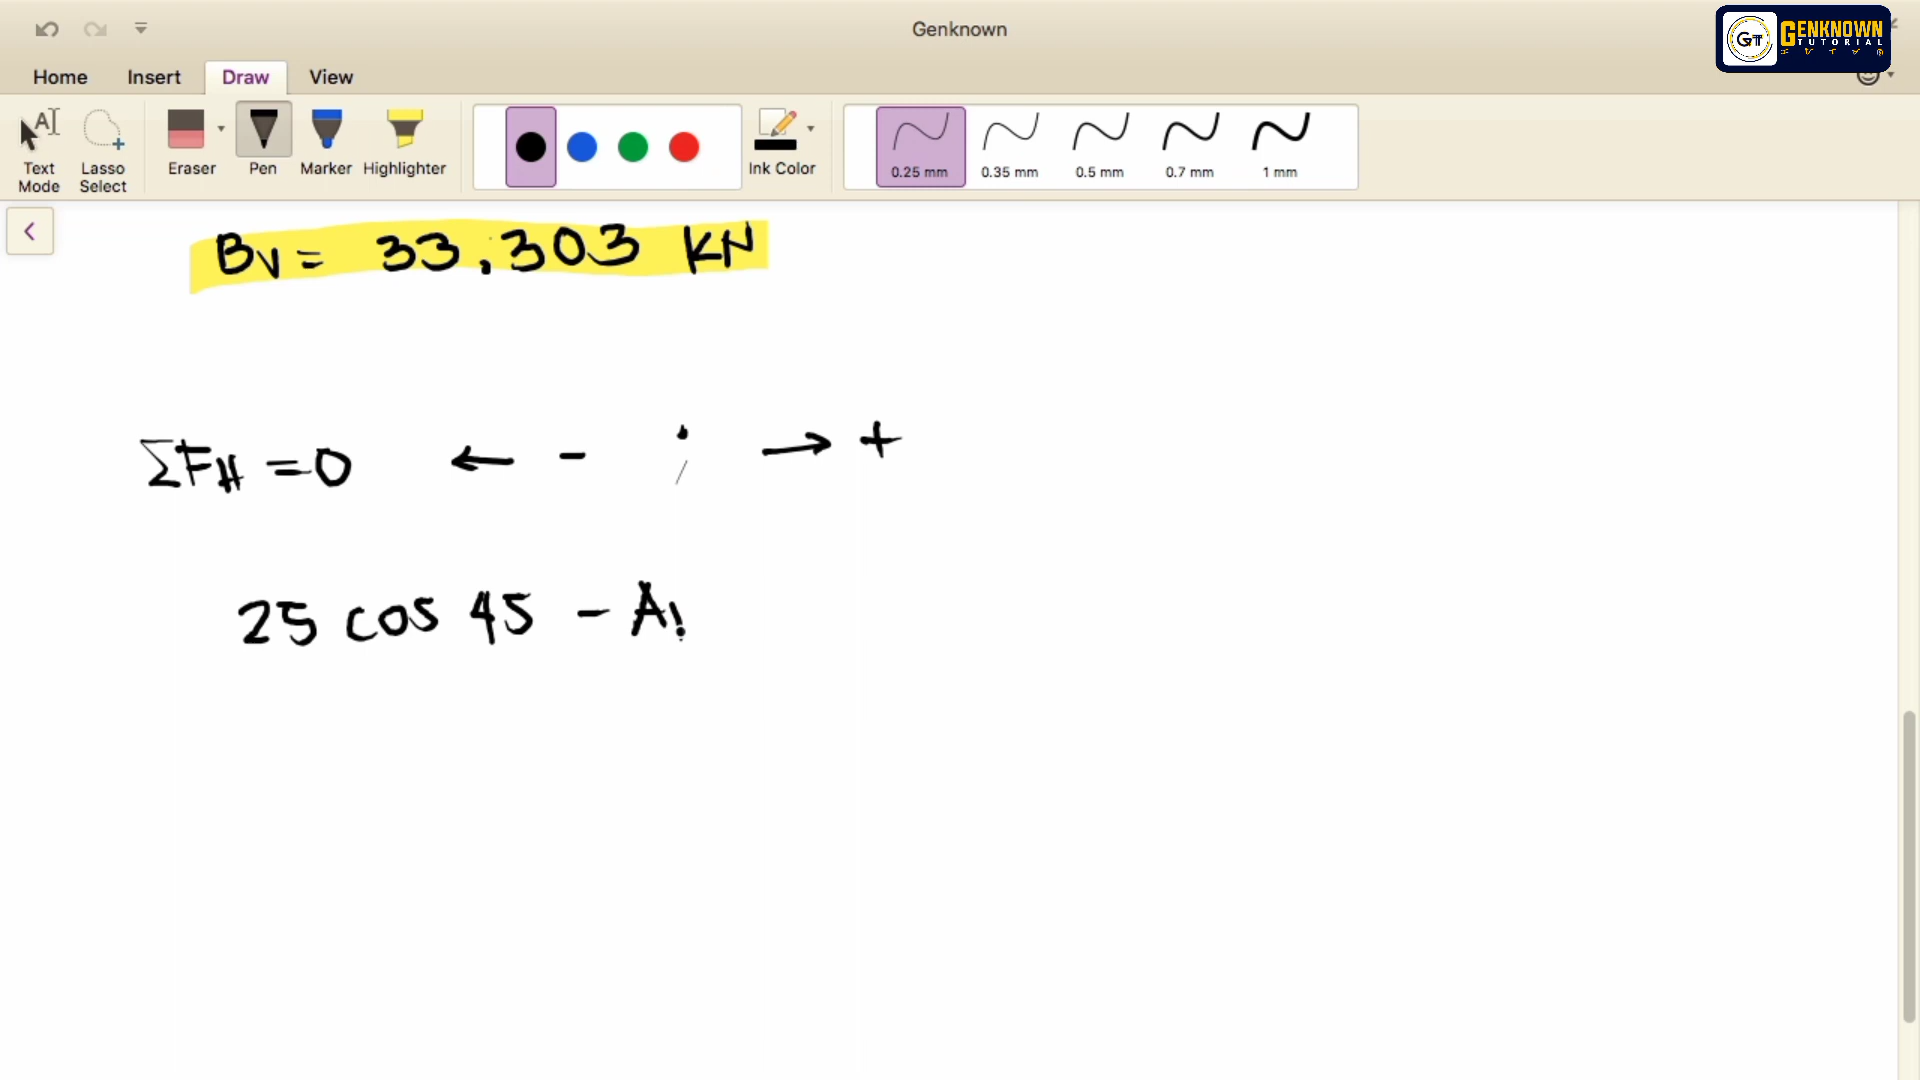 Genknown
GT GENKNOWN
TUTORIAL
Home Insert Draw View
Text Mode Lasso Select Eraser Pen Marker Highlighter Ink Color 0.25 mm 0.35 mm 0.5 mm 0.7 mm 1 mm
Bv = 33.303 KN
ΣFH = 0 ← - ; → +
25 cos 45 - A